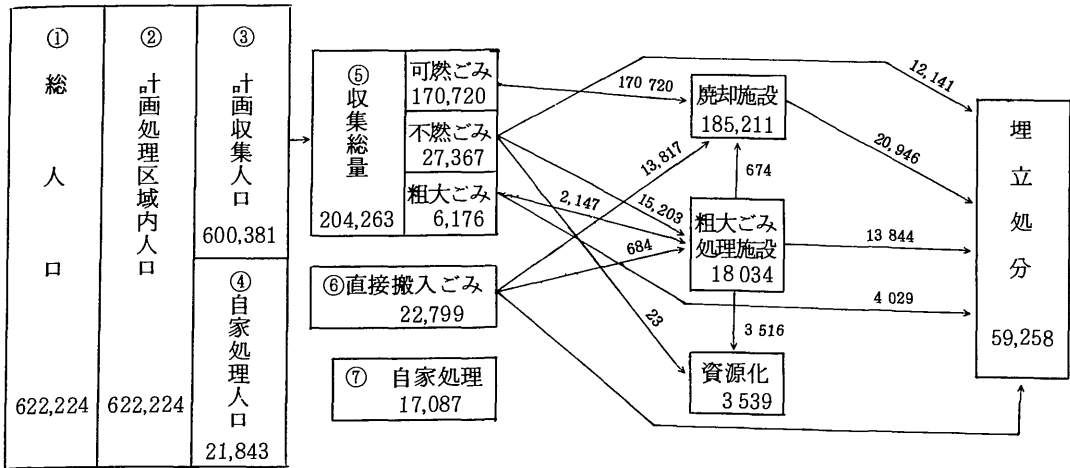 ①
総人口
622,224
②
計画処理区域内人口
622,224
③
計画収集人口
600,381
④
自家処理人口
21,843
⑤
収集総量
204,263
可燃ごみ
170,720
不燃ごみ
27,367
粗大ごみ
6,176
⑥直接搬入ごみ
22,799
⑦ 自家処理
17,087
170 720
13,817
2,147
15,203
684
23
廃却施設
185,211
674
粗大ごみ
処理施設
18 034
3 516
資源化
3 539
12,141
20,946
13 844
4 029
埋立処分
59,258